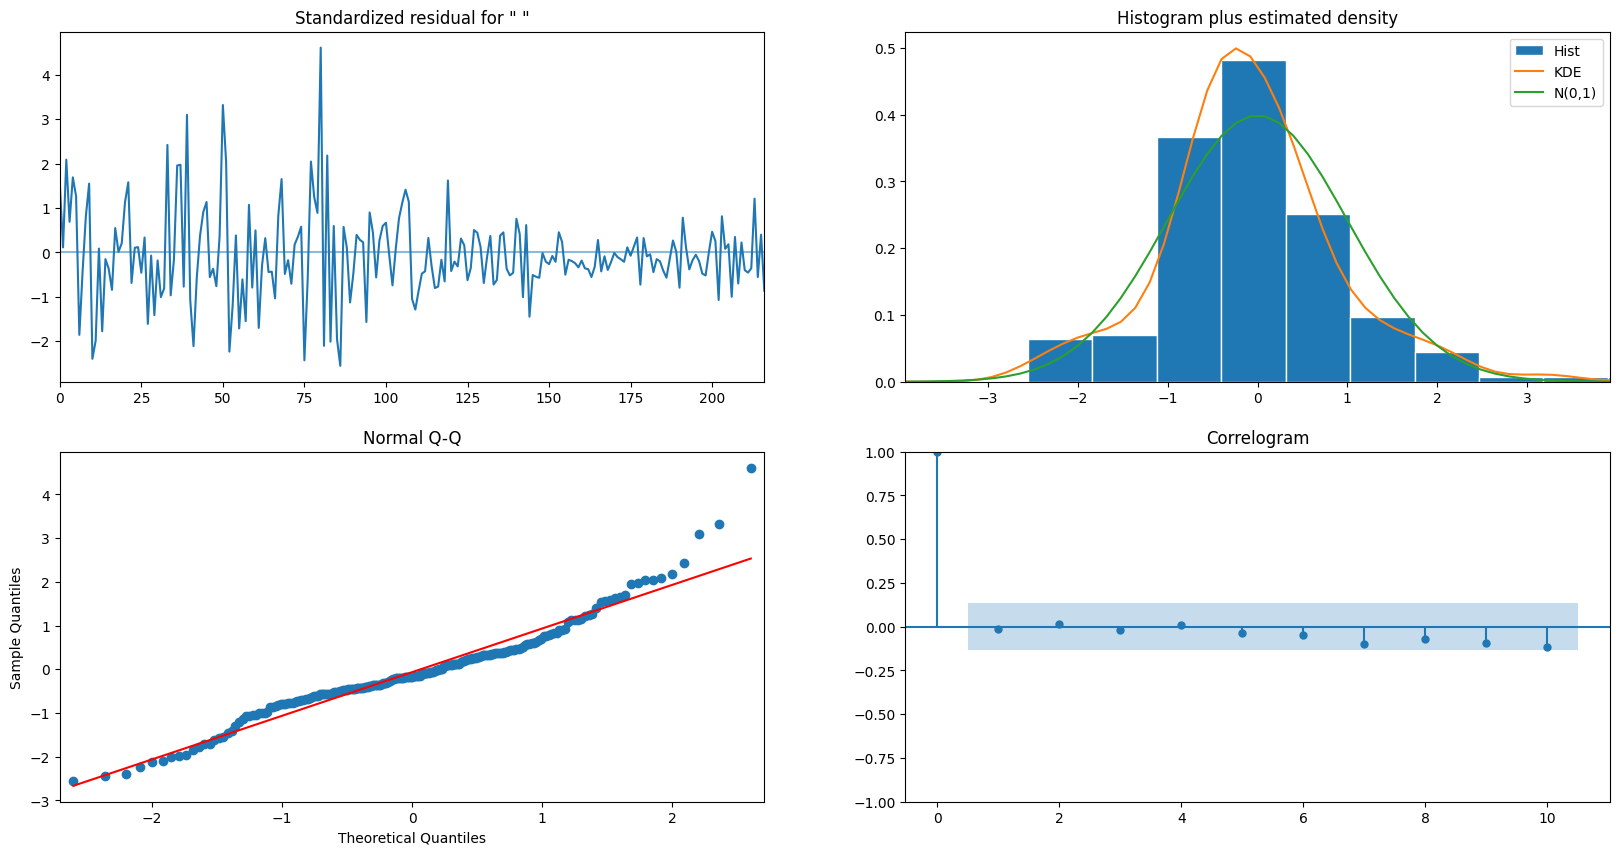 Standardized residual for " "
4
3
2
1
0
−1
−2
0 25 50 75 100 125 150 175 200
Histogram plus estimated density
Hist
KDE
N(0,1)
0.5
0.4
0.3
0.2
0.1
0.0
−3 −2 −1 0 1 2 3
Normal Q-Q
Sample Quantiles
4
3
2
1
0
−1
−2
−3
−2 −1 0 1 2
Theoretical Quantiles
Correlogram
1.00
0.75
0.50
0.25
0.00
−0.25
−0.50
−0.75
−1.00
0 2 4 6 8 10